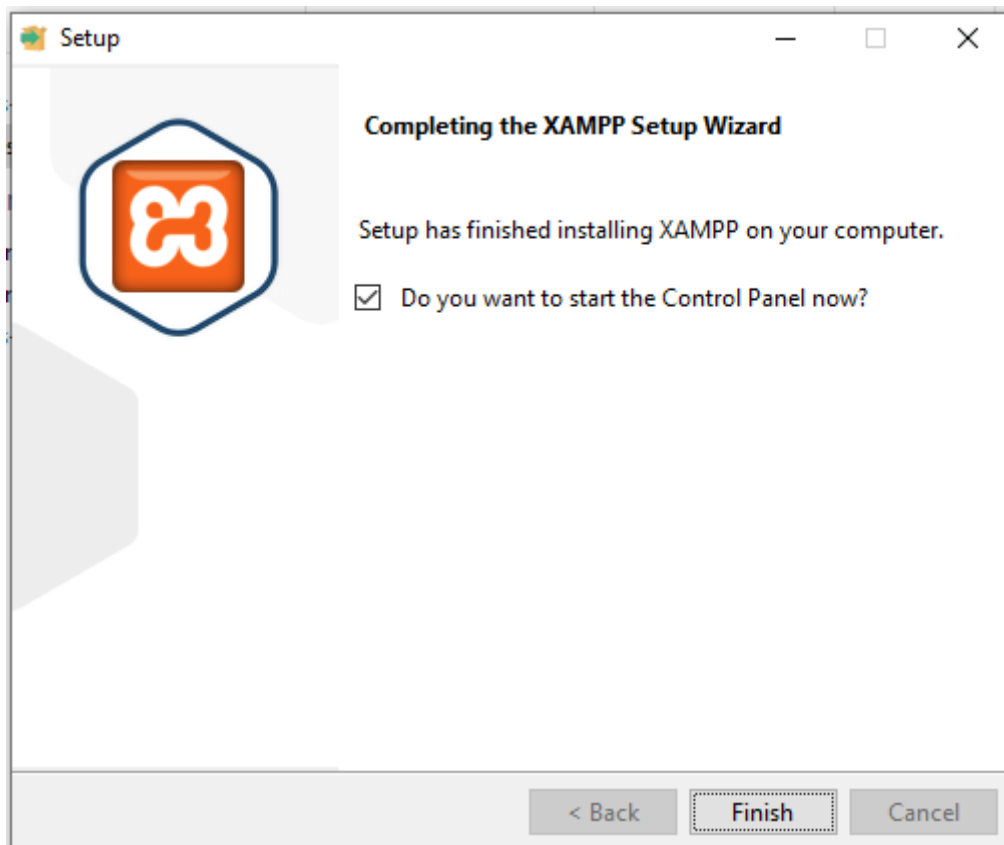 Setup
Completing the XAMPP Setup Wizard
Setup has finished installing XAMPP on your computer.
Do you want to start the Control Panel now?
< Back
Finish
Cancel